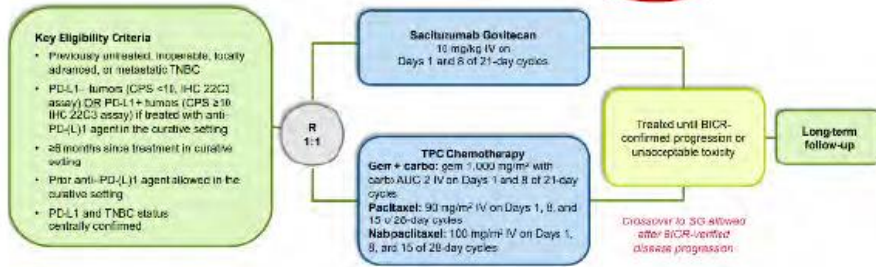 Key Eligibility Criteria
• Previously untreated, inoperable, locally
advanced, or metastatic TNBC
• PD-L1– tumors (CPS <10, IHC 22C3
assay) OR PD-L1+ tumors (CPS ≥10
IHC 22C3 assay) if treated with anti-
PD-(L)1 agent in the curative setting
• ≥6 months since treatment in curative
setting
• Prior anti–PD-(L)1 agent allowed in the
curative setting
• PD-L1 and TNBC status
centrally confirmed
R
1:1
Sacituzumab Govitecan
10 mg/kg IV on
Days 1 and 8 of 21-day cycles
TPC Chemotherapy
Gem + carbo: gem 1,000 mg/m² with
carbo AUC 2 IV on Days 1 and 8 of 21-day
cycles
Paclitaxel: 90 mg/m² IV on Days 1, 8, and
15 of 28-day cycles
Nabpaclitaxel: 100 mg/m² IV on Days 1,
8, and 15 of 28-day cycles
Treated until BICR-
confirmed progression or
unacceptable toxicity
Crossover to SG allowed
after BICR-verified
disease progression
Long-term
follow-up